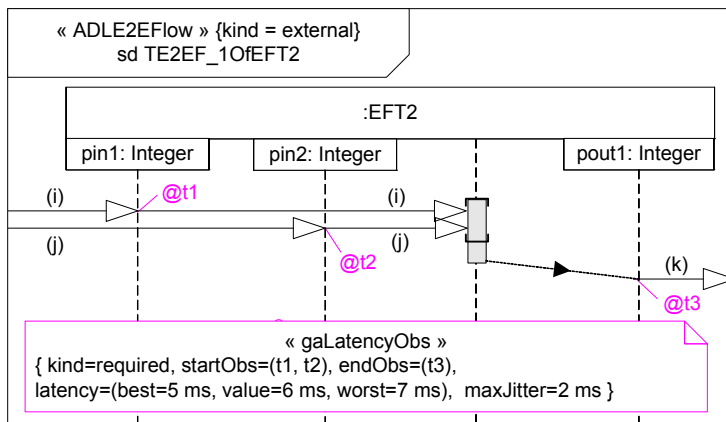 « ADLE2EFlow » {kind = external}
sd TE2EF_1OfEFT2
:EFT2
pin1: Integer
pin2: Integer
pout1: Integer
(i)
@t1
(i)
(j)
@t2
(j)
(k)
@t3
« gaLatencyObs »
{ kind=required, startObs=(t1, t2), endObs=(t3),
latency=(best=5 ms, value=6 ms, worst=7 ms), maxJitter=2 ms }